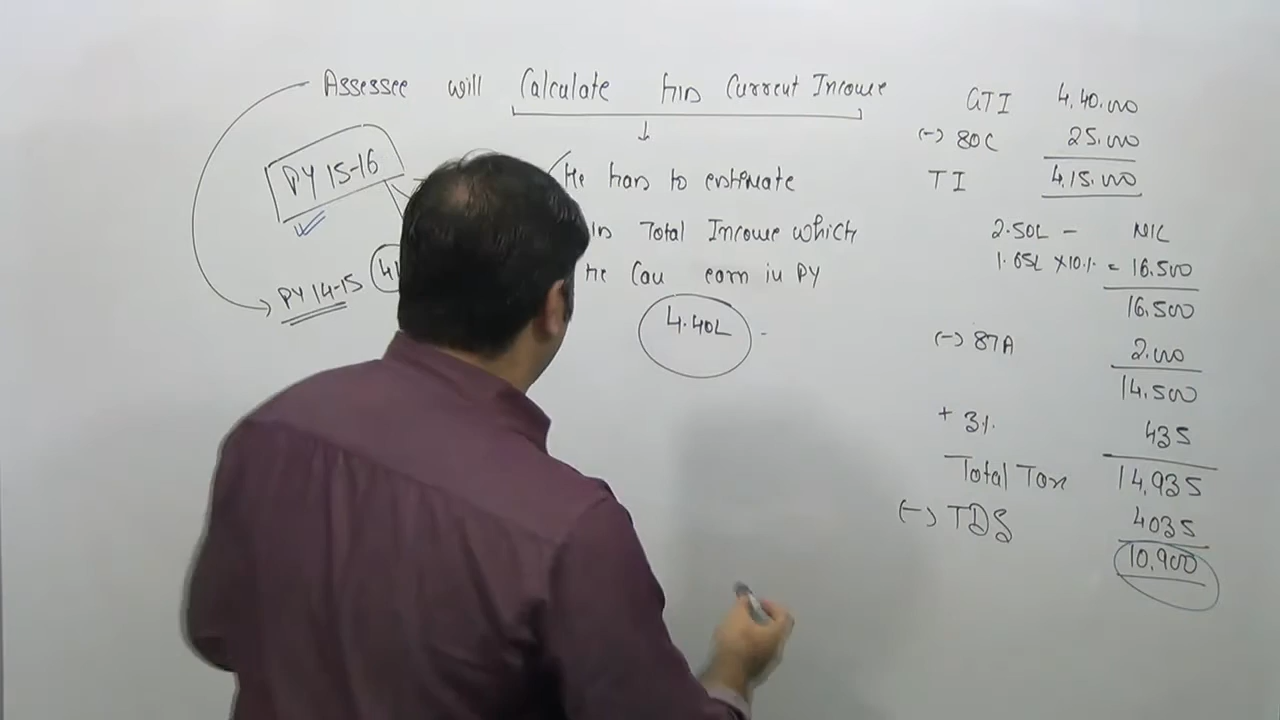 Assessee will Calculate his Current Income
PY 15-16
He has to estimate
Total Income which
he Can earn in PY
PY 14-15
4.40L -
GTI 4.40.000
(-) 80C 25.000
TI 4.15.000
2.50L - NIL
1.65L × 10% = 16.500
16.500
(-) 87A 2.000
14.500
+ 3% 435
Total Tax 14,935
(-) TDS 4035
10.900